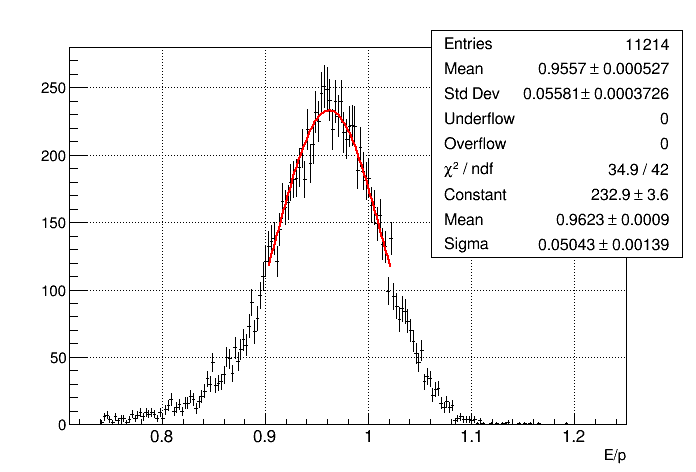 Entries 11214
Mean 0.9557 ± 0.000527
Std Dev 0.05581 ± 0.0003726
Underflow 0
Overflow 0
χ² / ndf 34.9 / 42
Constant 232.9 ± 3.6
Mean 0.9623 ± 0.0009
Sigma 0.05043 ± 0.00139
250
200
150
100
50
0
0.8 0.9 1 1.1 1.2
E/p